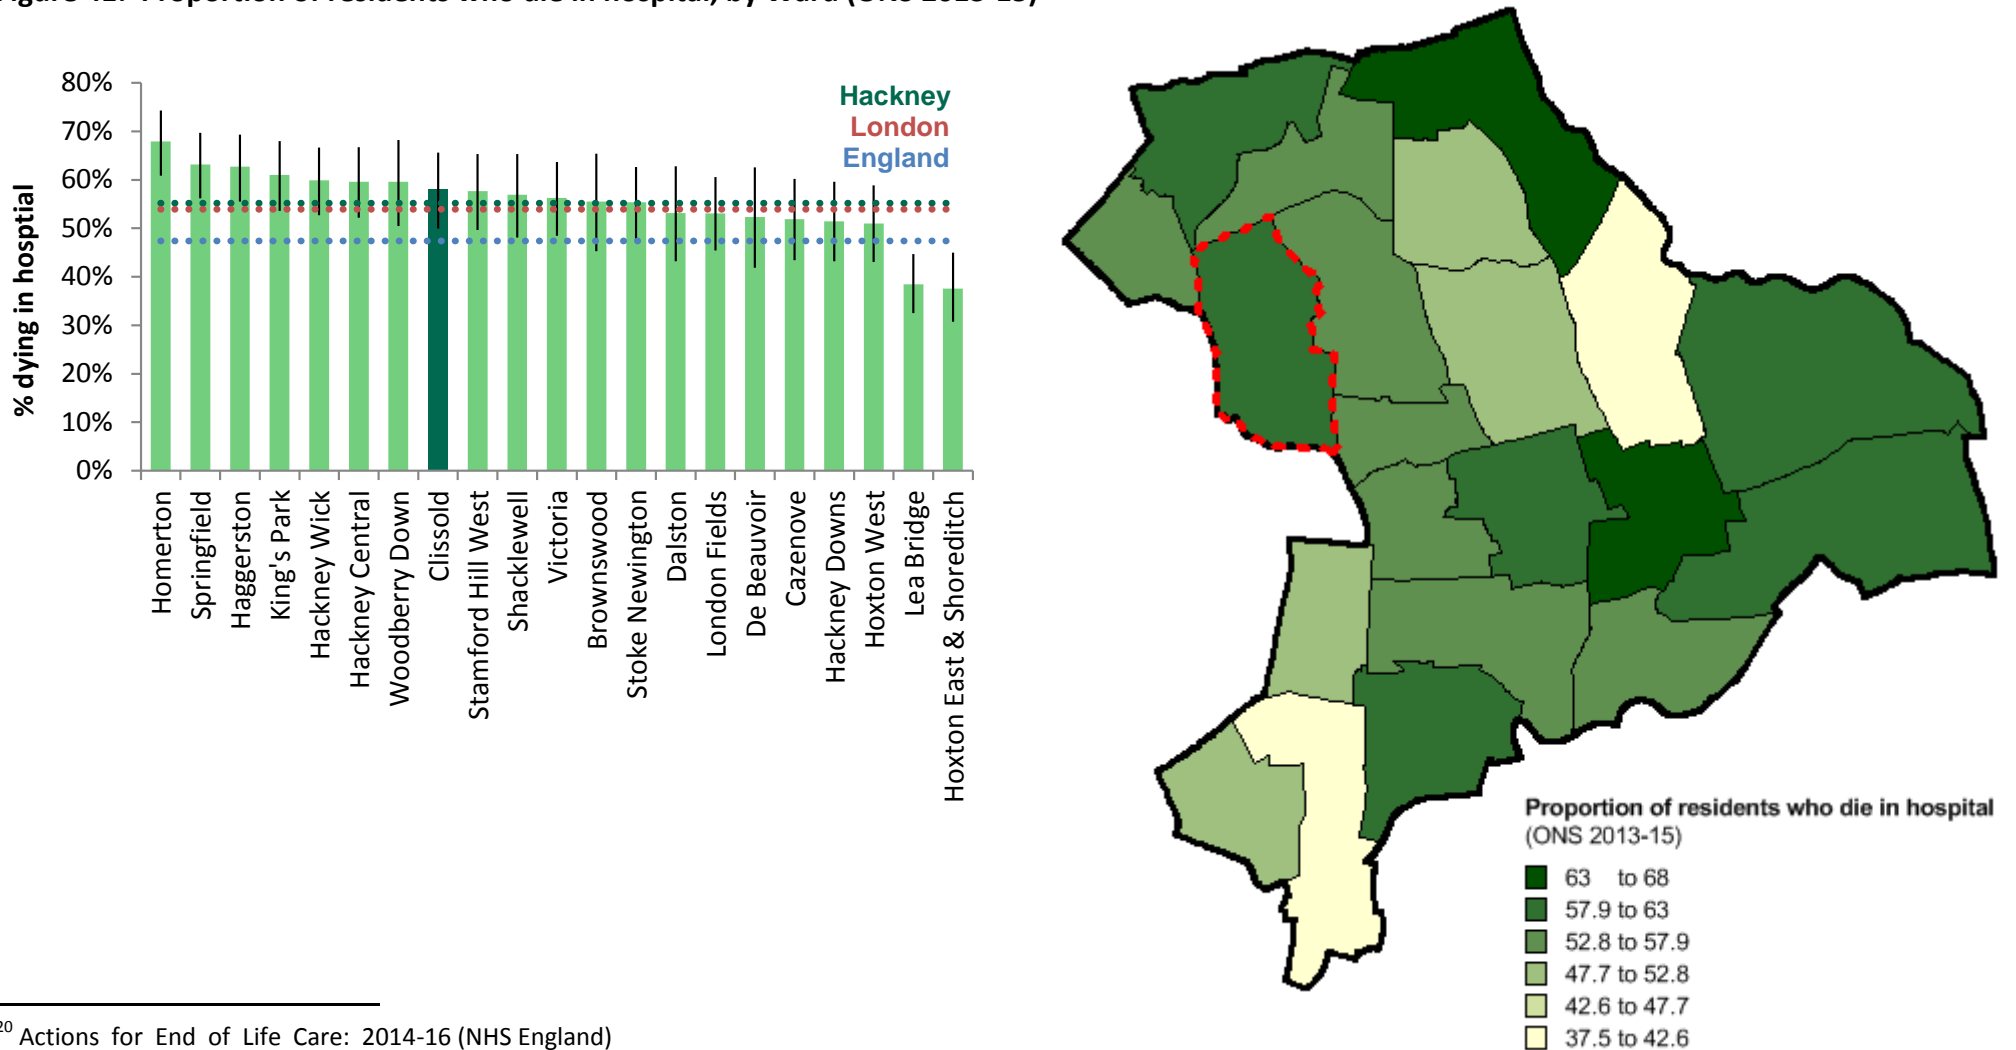 80%
70%
60%
50%
40%
30%
20%
10%
0%
% dying in hosptial
Hackney
London
England
Homerton
Springfield
Haggerston
King's Park
Hackney Wick
Hackney Central
Woodberry Down
Clissold
Stamford Hill West
Shacklewell
Victoria
Brownswood
Stoke Newington
Dalston
London Fields
De Beauvoir
Cazenove
Hackney Downs
Hoxton West
Lea Bridge
Hoxton East & Shoreditch
Proportion of residents who die in hospital
(ONS 2013-15)
63 to 68
57.9 to 63
52.8 to 57.9
47.7 to 52.8
42.6 to 47.7
37.5 to 42.6
20 Actions for End of Life Care: 2014-16 (NHS England)